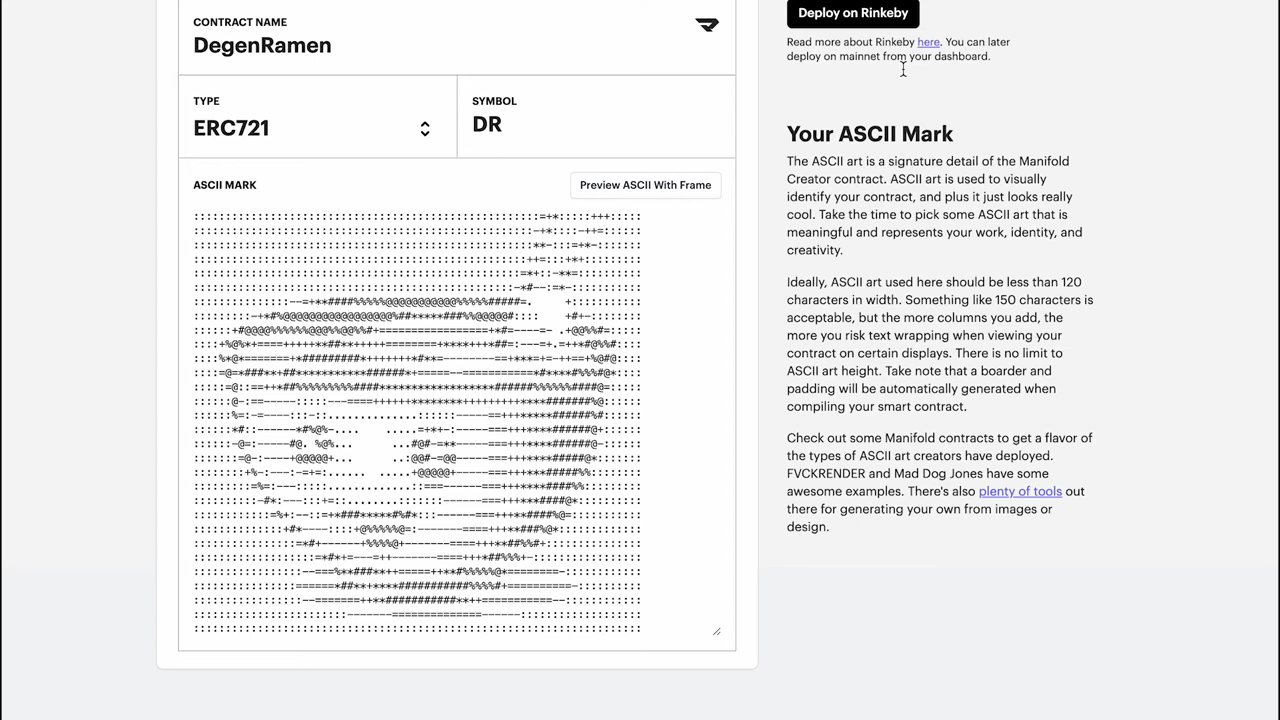 CONTRACT NAME
DegenRamen
TYPE
ERC721
SYMBOL
DR
ASCII MARK
Preview ASCII With Frame
Deploy on Rinkeby
Read more about Rinkeby here. You can later
deploy on mainnet from your dashboard.
Your ASCII Mark
The ASCII art is a signature detail of the Manifold
Creator contract. ASCII art is used to visually
identify your contract, and plus it just looks really
cool. Take the time to pick some ASCII art that is
meaningful and represents your work, identity, and
creativity.
Ideally, ASCII art used here should be less than 120
characters in width. Something like 150 characters is
acceptable, but the more columns you add, the
more you risk text wrapping when viewing your
contract on certain displays. There is no limit to
ASCII art height. Take note that a boarder and
padding will be automatically generated when
compiling your smart contract.
Check out some Manifold contracts to get a flavor of
the types of ASCII art creators have deployed.
FVCKRENDER and Mad Dog Jones have some
awesome examples. There's also plenty of tools out
there for generating your own from images or
design.